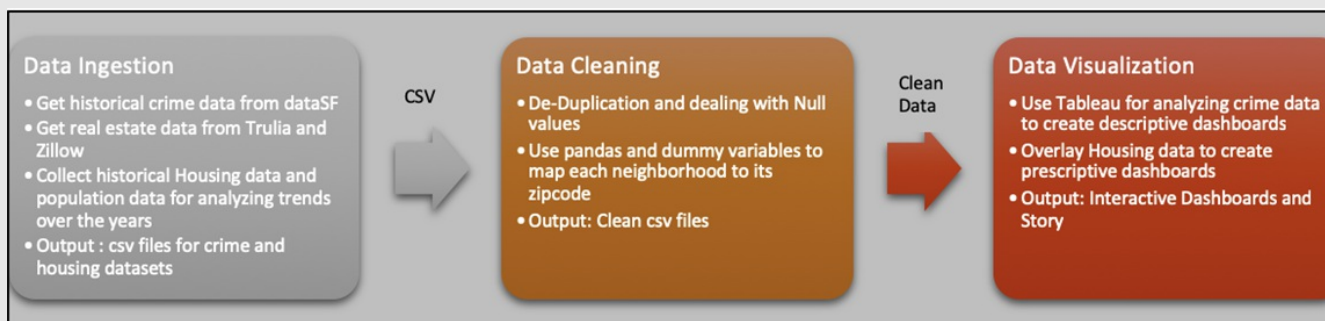 Data Ingestion
• Get historical crime data from dataSF
• Get real estate data from Trulia and
Zillow
• Collect historical Housing data and
population data for analyzing trends
over the years
• Output : csv files for crime and
housing datasets
CSV
Data Cleaning
• De-Duplication and dealing with Null
values
• Use pandas and dummy variables to
map each neighborhood to its
zipcode
• Output: Clean csv files
Clean
Data
Data Visualization
• Use Tableau for analyzing crime data
to create descriptive dashboards
• Overlay Housing data to create
prescriptive dashboards
• Output: Interactive Dashboards and
Story